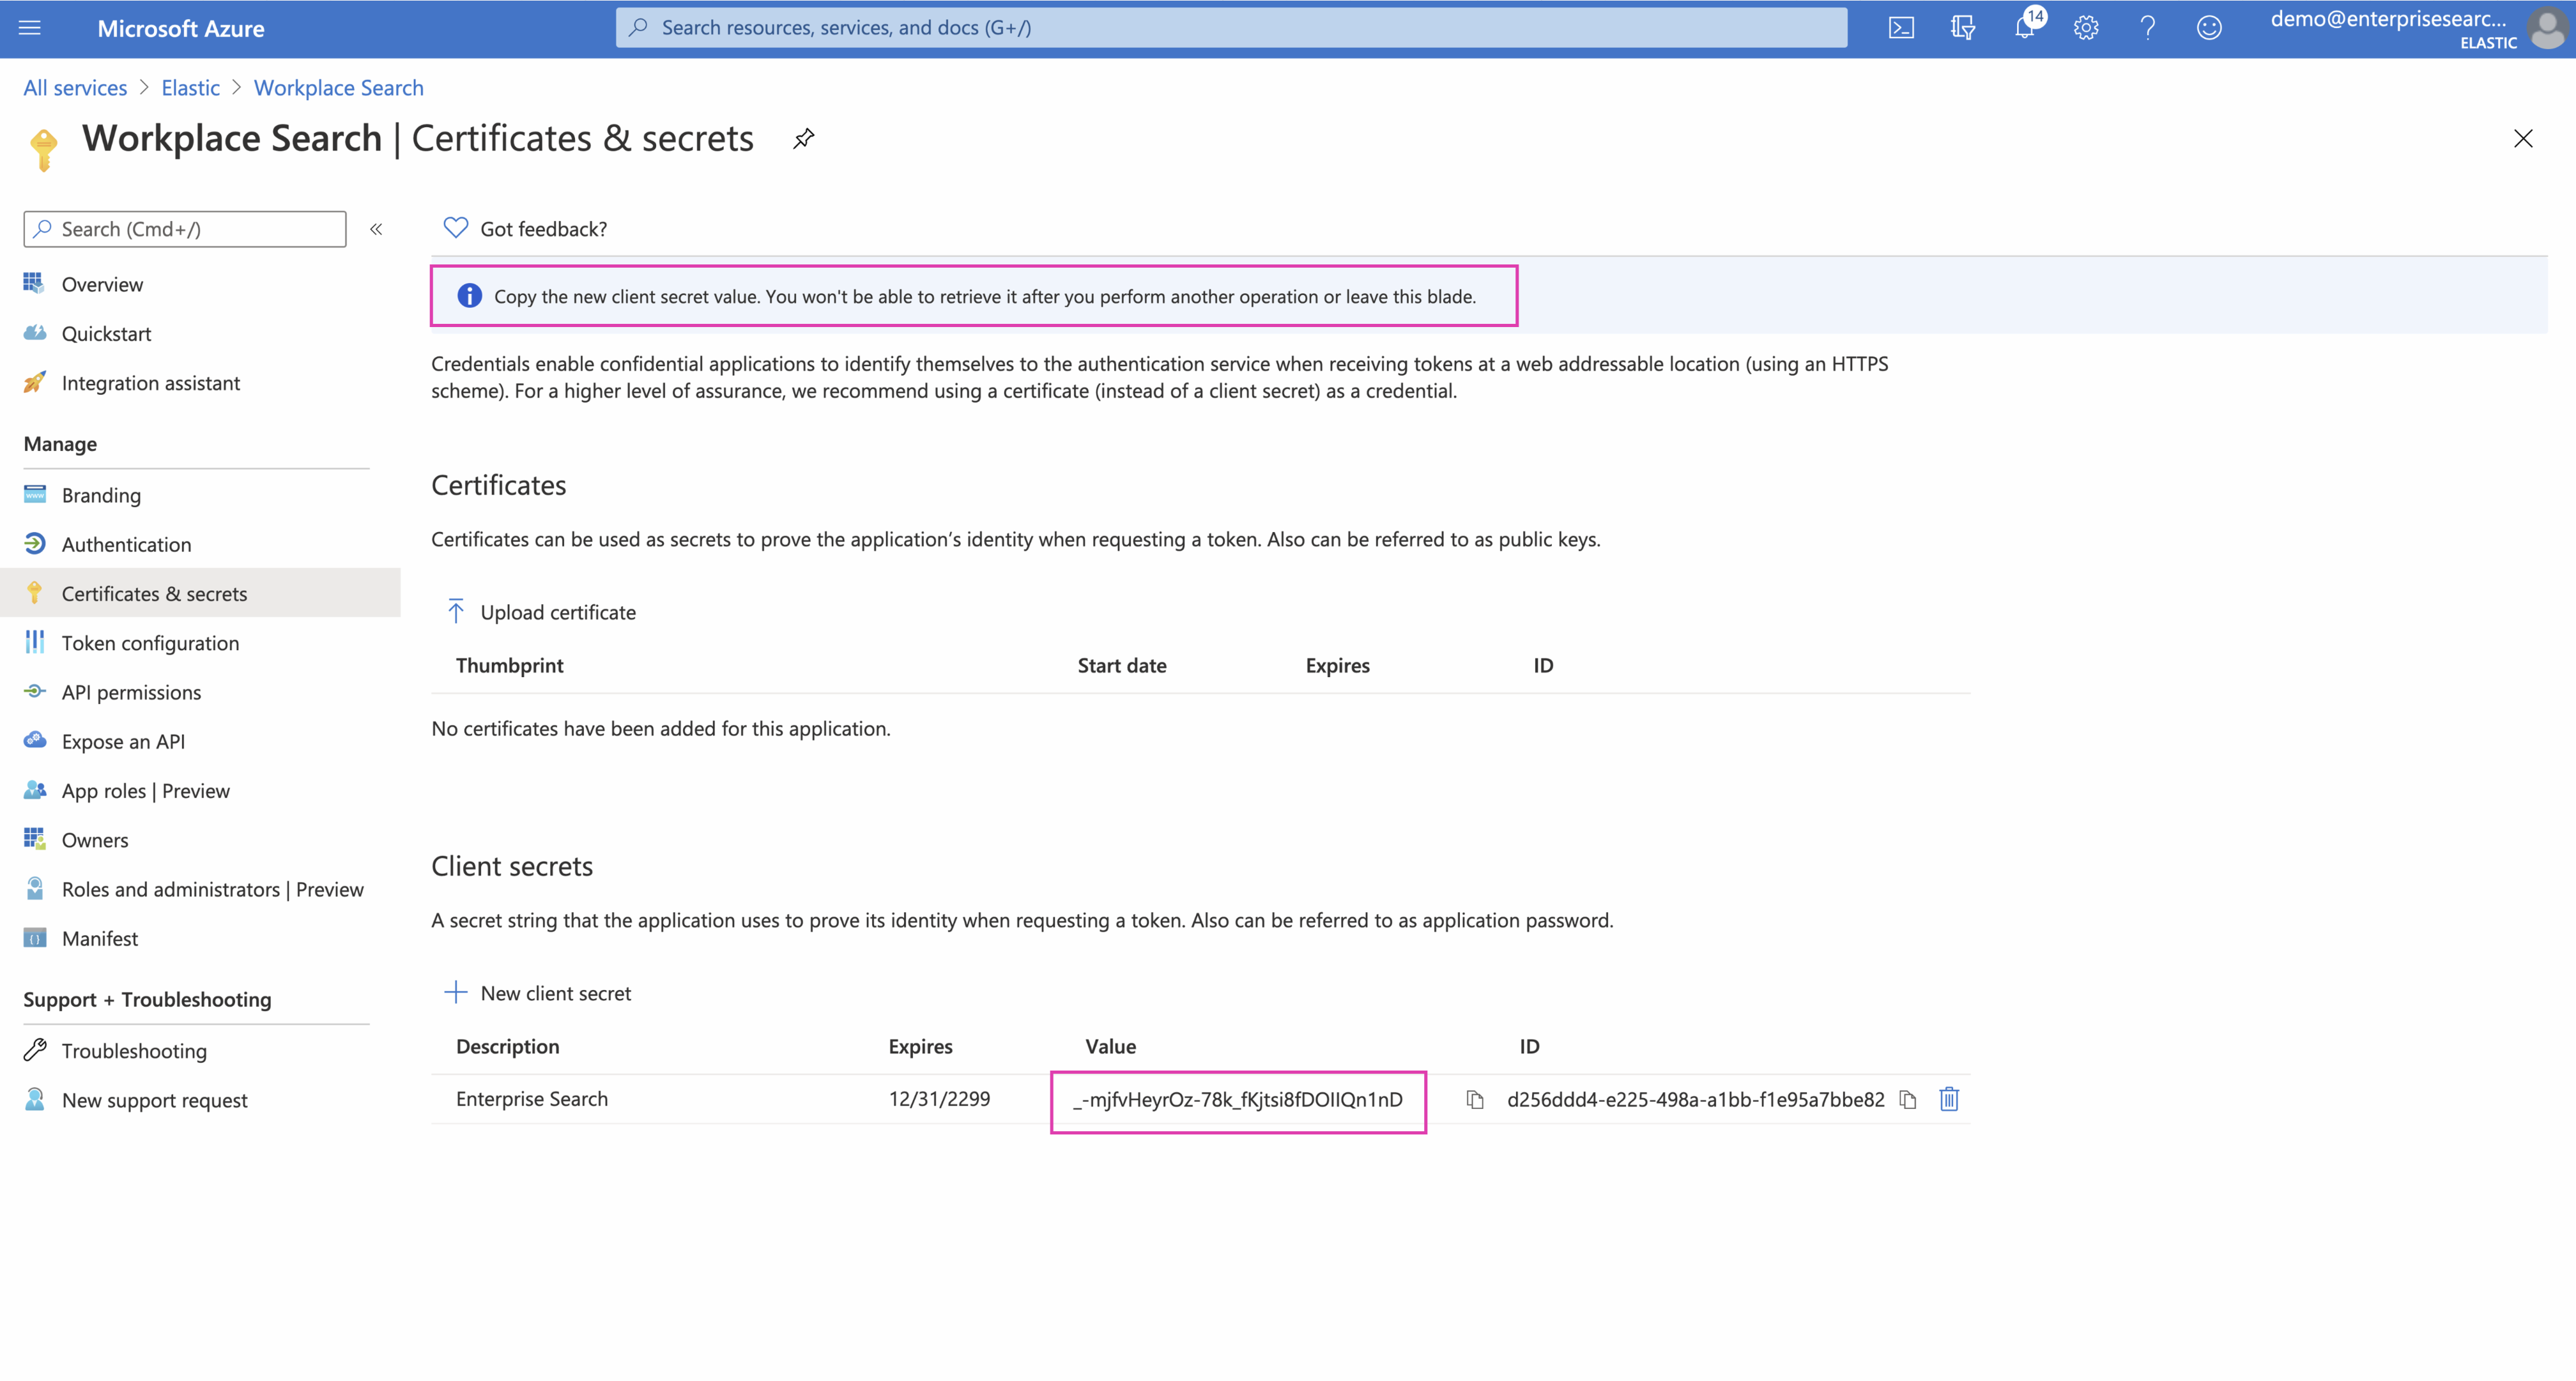 Microsoft Azure
Search resources, services, and docs (G+/)
14
demo@enterprisesearc...
ELASTIC
All services > Elastic > Workplace Search
Workplace Search | Certificates & secrets
Search (Cmd+/)
«
Got feedback?
Overview
Quickstart
Integration assistant
Manage
Branding
Authentication
Certificates & secrets
Token configuration
API permissions
Expose an API
App roles | Preview
Owners
Roles and administrators | Preview
Manifest
Support + Troubleshooting
Troubleshooting
New support request
Copy the new client secret value. You won't be able to retrieve it after you perform another operation or leave this blade.
Credentials enable confidential applications to identify themselves to the authentication service when receiving tokens at a web addressable location (using an HTTPS
scheme). For a higher level of assurance, we recommend using a certificate (instead of a client secret) as a credential.
Certificates
Certificates can be used as secrets to prove the application’s identity when requesting a token. Also can be referred to as public keys.
Upload certificate
Thumbprint Start date Expires ID
No certificates have been added for this application.
Client secrets
A secret string that the application uses to prove its identity when requesting a token. Also can be referred to as application password.
New client secret
Description Expires Value ID
Enterprise Search 12/31/2299 _-mjfvHeyrOz-78k_fKjtsi8fDOIIQn1nD d256ddd4-e225-498a-a1bb-f1e95a7bbe82